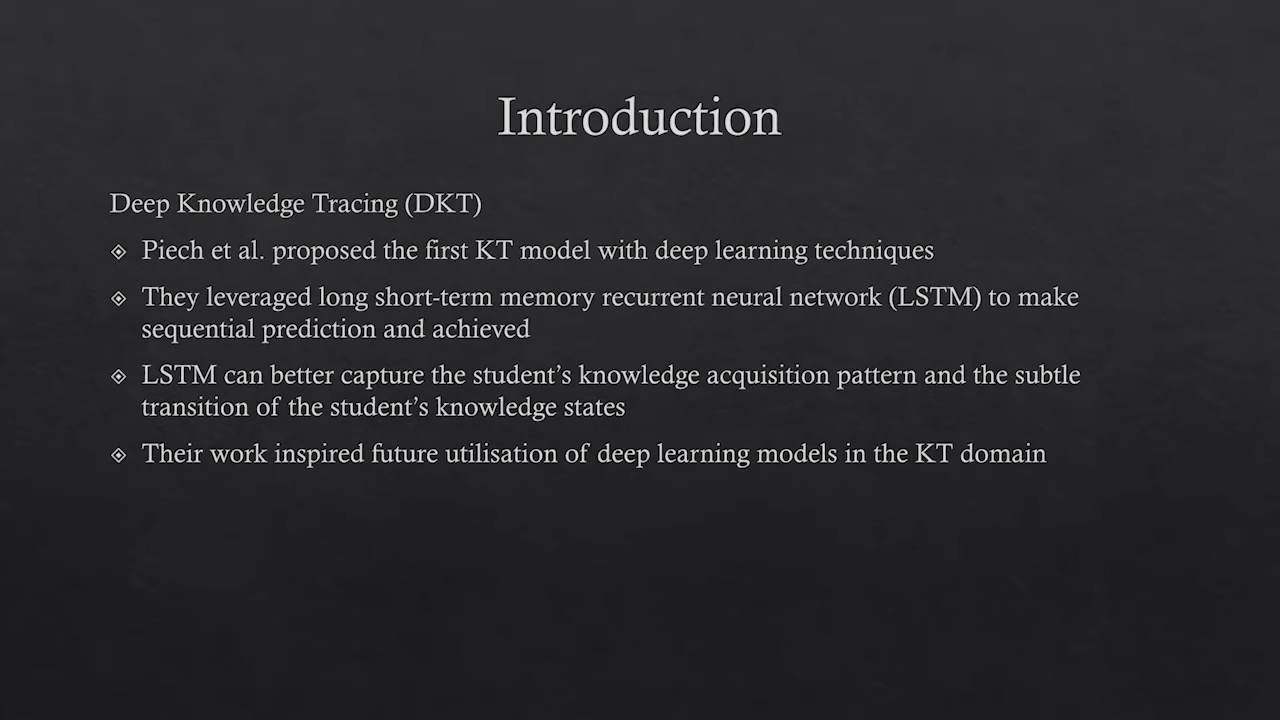 Introduction
Deep Knowledge Tracing (DKT)
Piech et al. proposed the first KT model with deep learning techniques
They leveraged long short-term memory recurrent neural network (LSTM) to make
sequential prediction and achieved
LSTM can better capture the student’s knowledge acquisition pattern and the subtle
transition of the student’s knowledge states
Their work inspired future utilisation of deep learning models in the KT domain